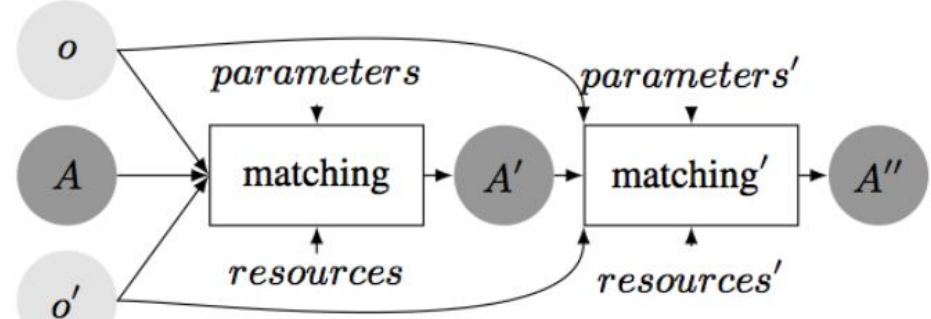 o
parameters
parameters′
A
matching
A′
matching′
A″
resources
resources′
o′